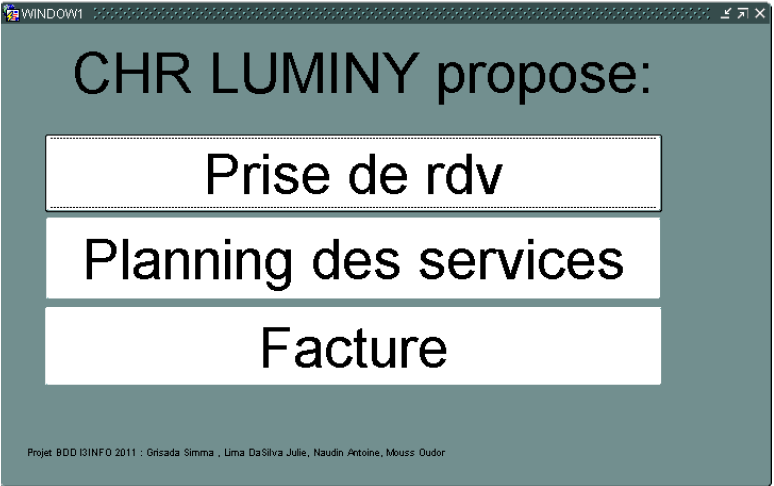 WINDOW1
CHR LUMINY propose:
Prise de rdv
Planning des services
Facture
Projet BDD I3INFO 2011 : Grisada Simma , Lima DaSilva Julie, Naudin Antoine, Mouss Oudor